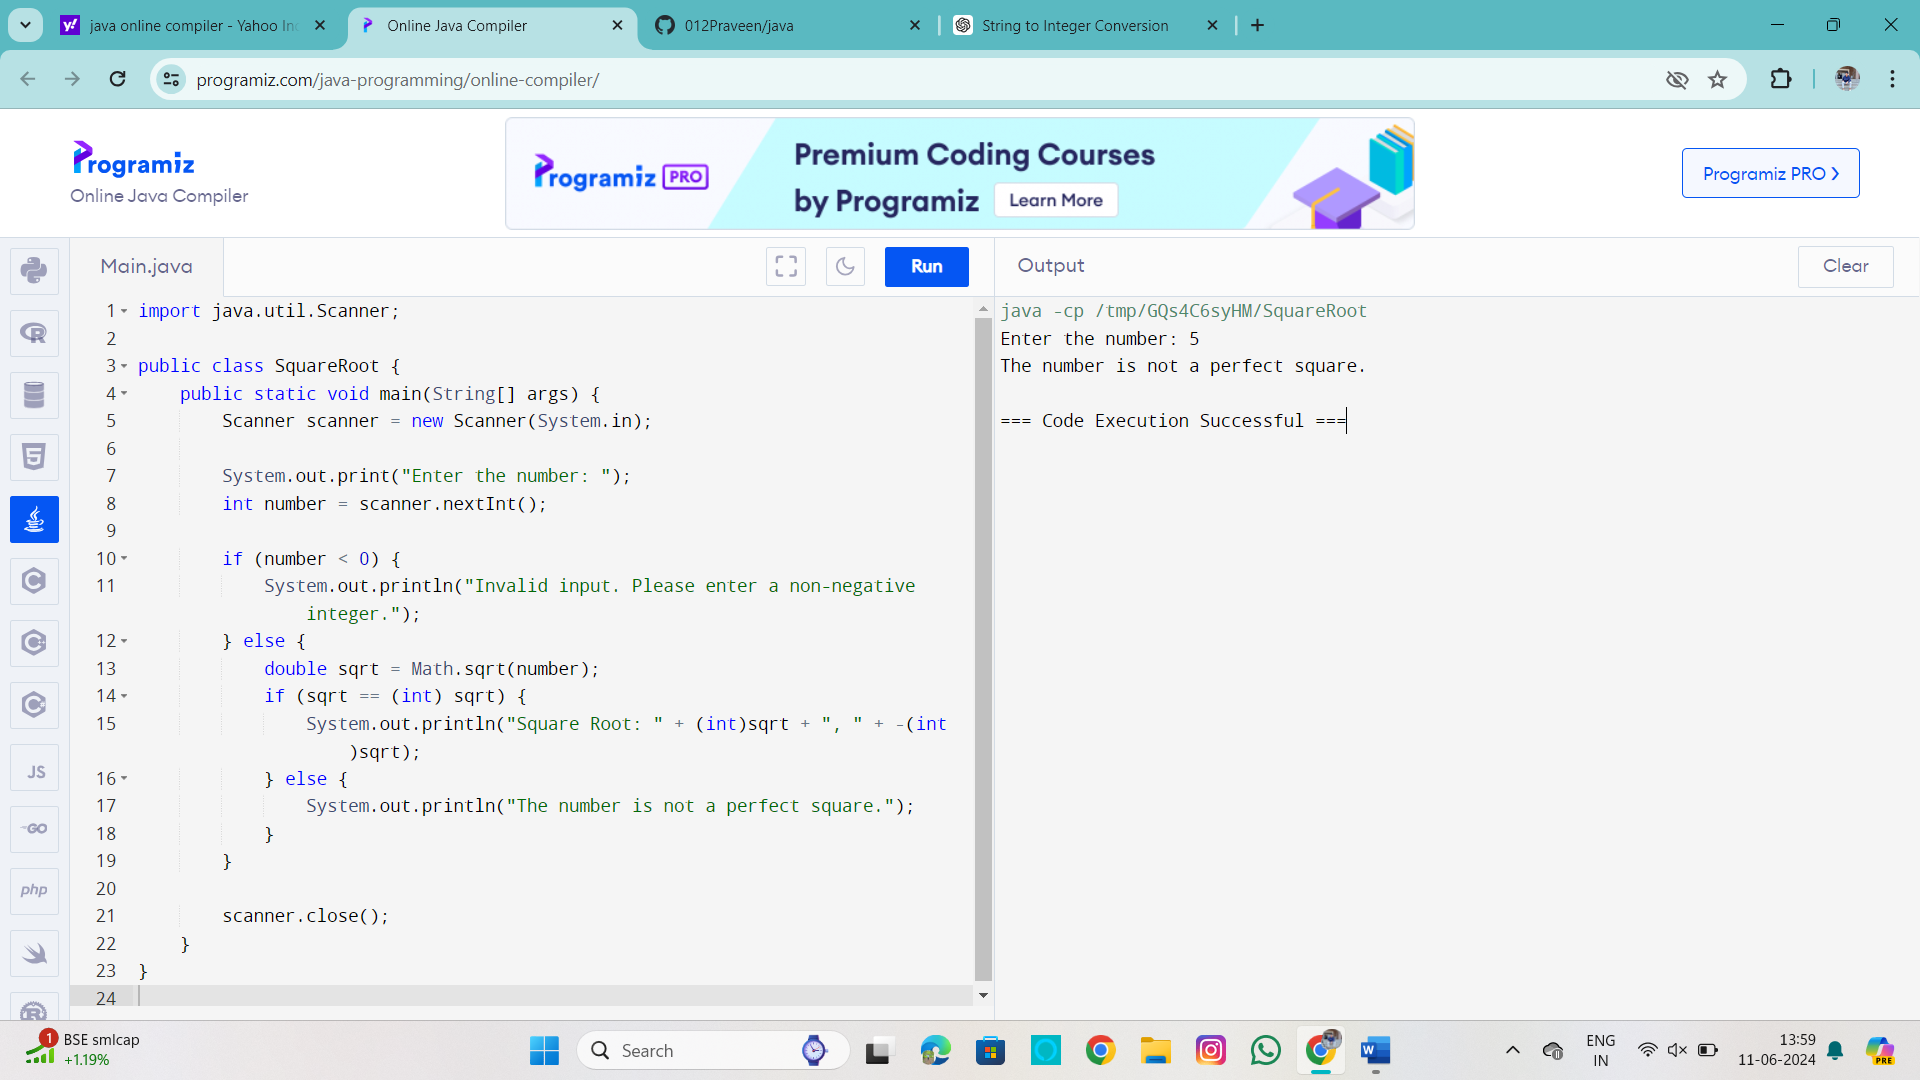 java online compiler - Yahoo In
Online Java Compiler
012Praveen/java
String to Integer Conversion
programiz.com/java-programming/online-compiler/
Programiz
Online Java Compiler
Programiz PRO
Premium Coding Courses
by Programiz
Learn More
Programiz PRO
Main.java
Run
Output
Clear
1 import java.util.Scanner;
2
3 public class SquareRoot {
4 public static void main(String[] args) {
5 Scanner scanner = new Scanner(System.in);
6
7 System.out.print("Enter the number: ");
8 int number = scanner.nextInt();
9
10 if (number < 0) {
11 System.out.println("Invalid input. Please enter a non-negative
integer.");
12 } else {
13 double sqrt = Math.sqrt(number);
14 if (sqrt == (int) sqrt) {
15 System.out.println("Square Root: " + (int)sqrt + ", " + -(int
)sqrt);
16 } else {
17 System.out.println("The number is not a perfect square.");
18 }
19 }
20
21 scanner.close();
22 }
23 }
24
java -cp /tmp/GQs4C6syHM/SquareRoot
Enter the number: 5
The number is not a perfect square.
=== Code Execution Successful ===
JS
GO
php
1
BSE smlcap
+1.19%
Search
ENG
IN
13:59
11-06-2024
PRE